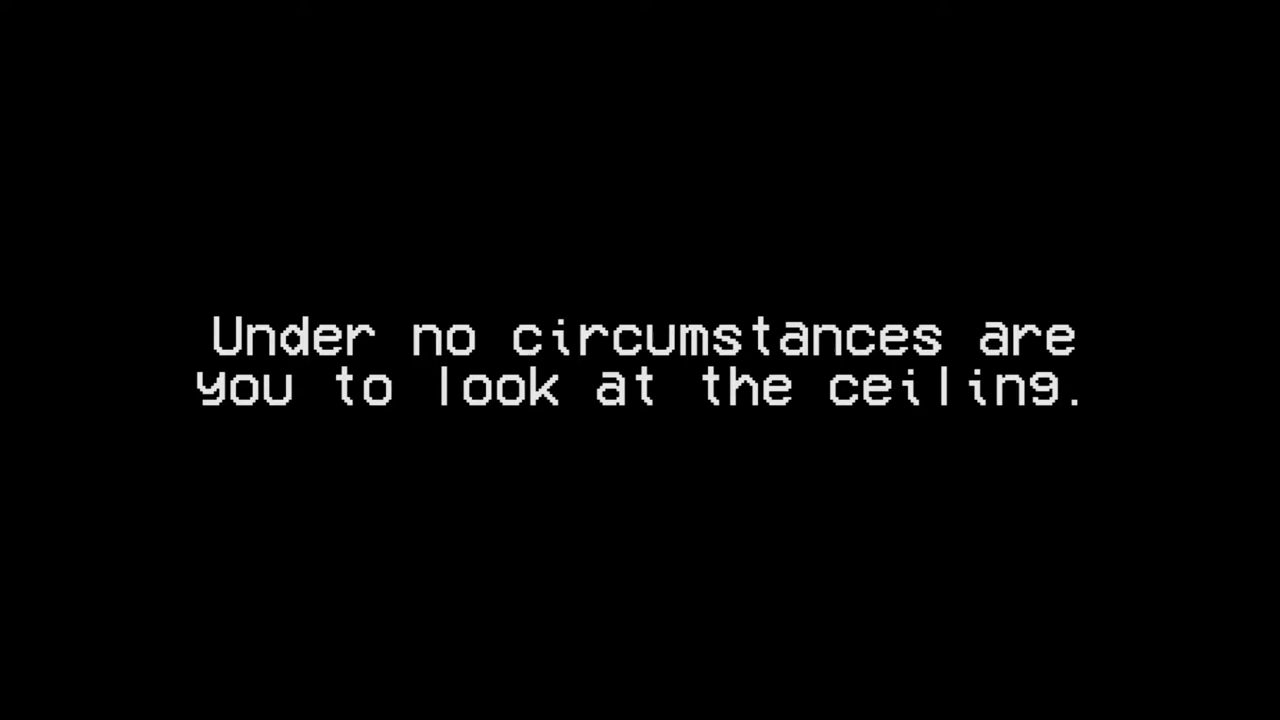 Under no circumstances are
you to look at the ceiling.